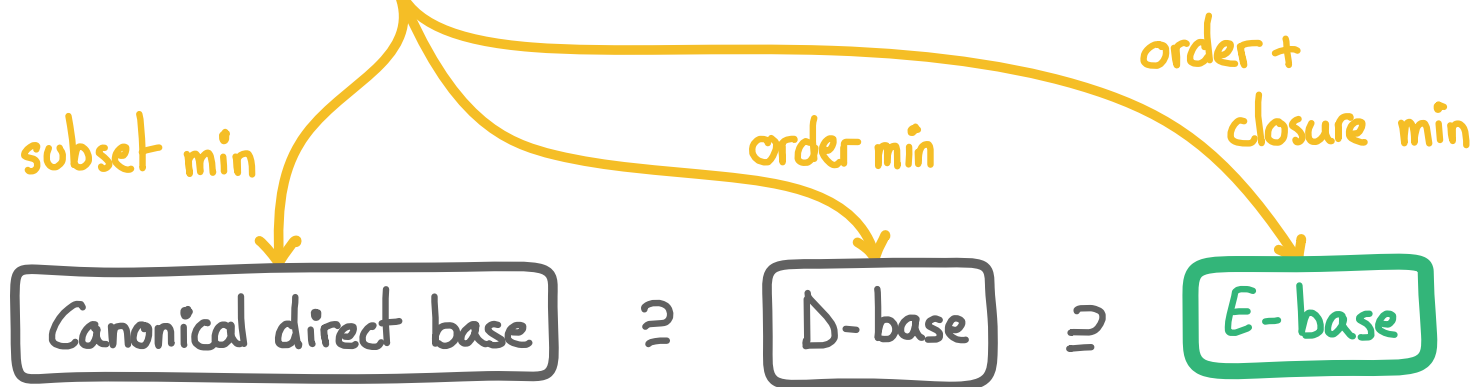 order +
closure min
subset min
order min
Canonical direct base ⊇ D-base ⊇ E-base